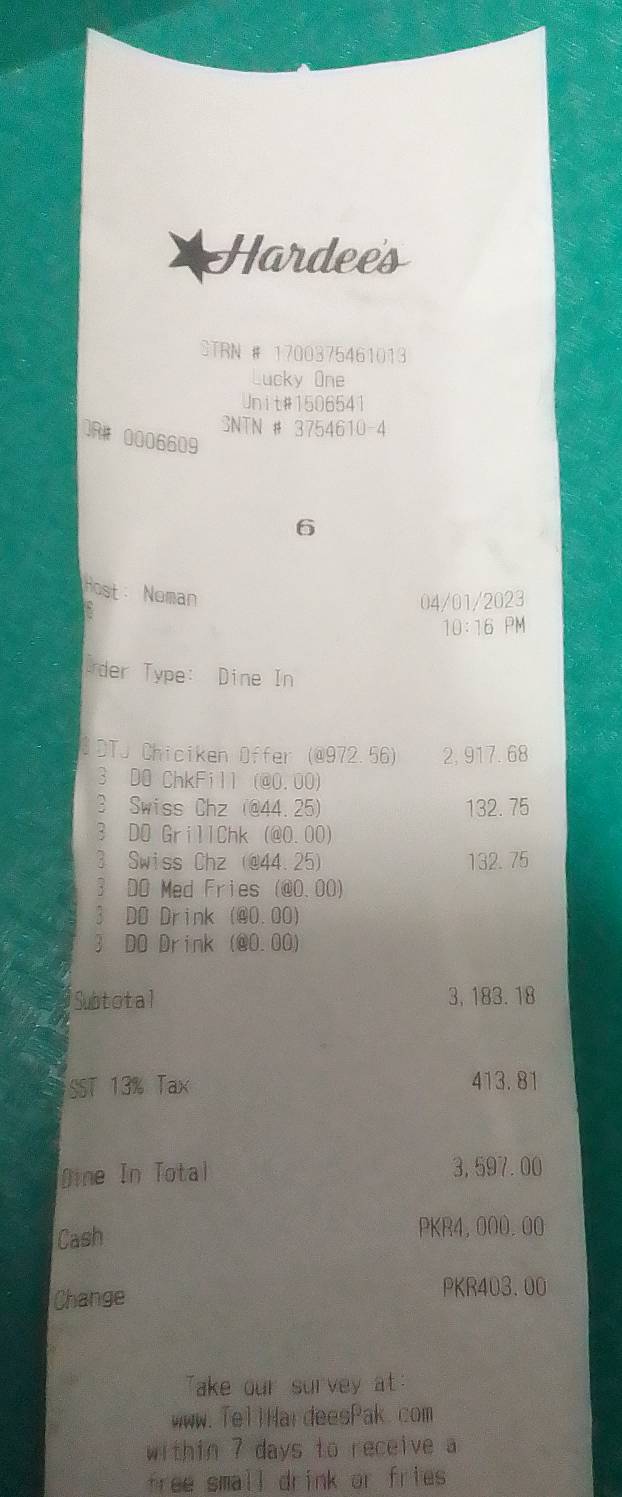 Hardee's
STRN # 1700375461013
Lucky One
Unit#1506541
SNTN # 3754610-4
OR# 0006609
6
Host: Noman
04/01/2023
6
10:16 PM
Order Type: Dine In
3 DTJ Chiciken Offer (@972.56) 2,917.68
3 DO ChkFill (@0.00)
3 Swiss Chz (@44.25) 132.75
3 DO GrillChk (@0.00)
3 Swiss Chz (@44.25) 132.75
3 DO Med Fries (@0.00)
3 DO Drink (@0.00)
3 DO Drink (@0.00)
Subtotal 3,183.18
SST 13% Tax 413.81
Dine In Total 3,597.00
Cash PKR4,000.00
Change PKR403.00
Take our survey at:
www.TellHardeesPak.com
within 7 days to receive a
free small drink or fries